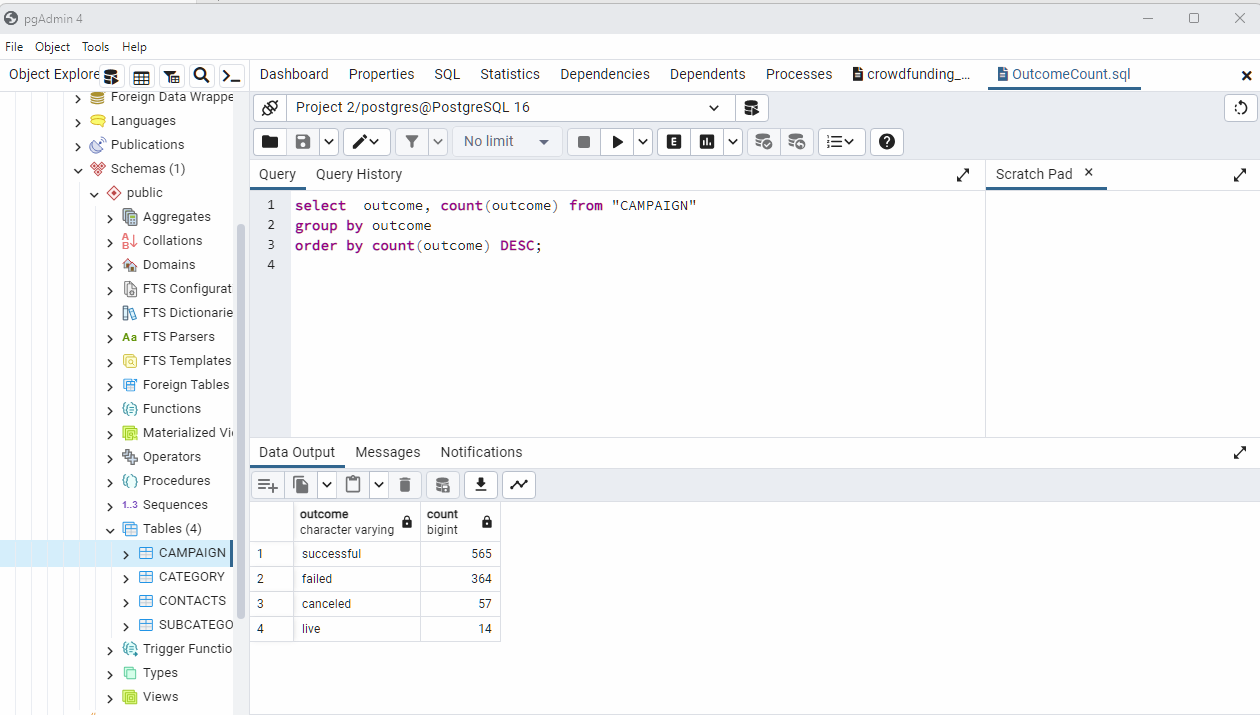 pgAdmin 4
File Object Tools Help
Object Explore
Dashboard Properties SQL Statistics Dependencies Dependents Processes crowdfunding_... OutcomeCount.sql
Foreign Data Wrappe
Languages
Publications
Schemas (1)
public
Aggregates
Collations
Domains
FTS Configurat
FTS Dictionarie
FTS Parsers
FTS Templates
Foreign Tables
Functions
Materialized Vi
Operators
Procedures
1..3 Sequences
Tables (4)
CAMPAIGN
CATEGORY
CONTACTS
SUBCATEGO
Trigger Functio
Types
Views
Project 2/postgres@PostgreSQL 16
No limit
E
Query Query History
Scratch Pad
1 select  outcome, count(outcome) from "CAMPAIGN"
2 group by outcome
3 order by count(outcome) DESC;
4
Data Output Messages Notifications
outcome count
character varying bigint
1 successful 565
2 failed 364
3 canceled 57
4 live 14